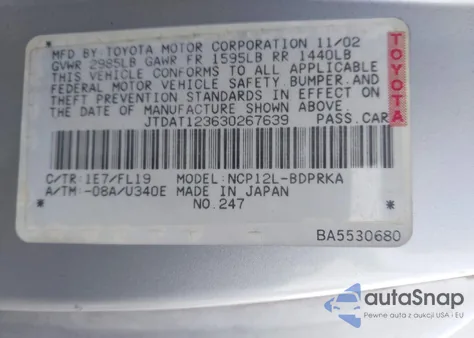 MFD BY:TOYOTA MOTOR CORPORATION 11/02
GVWR 2985LB GAWR FR 1595LB RR 1440LB
THIS VEHICLE CONFORMS TO ALL APPLICABLE
FEDERAL MOTOR VEHICLE SAFETY BUMPER,AND
THEFT PREVENTION STANDARDS IN EFFECT ON
THE DATE OF MANUFACTURE SHOWN ABOVE.
JTDAT123630267639 PASS.CAR
TOYOTA
C/TR:1E7/FL19 MODEL:NCP12L-BDPRKA
A/TM:-08A/U340E MADE IN JAPAN
* NO.247 *
BA5530680
autoSnap
Pewne auta z aukcji USA i EU